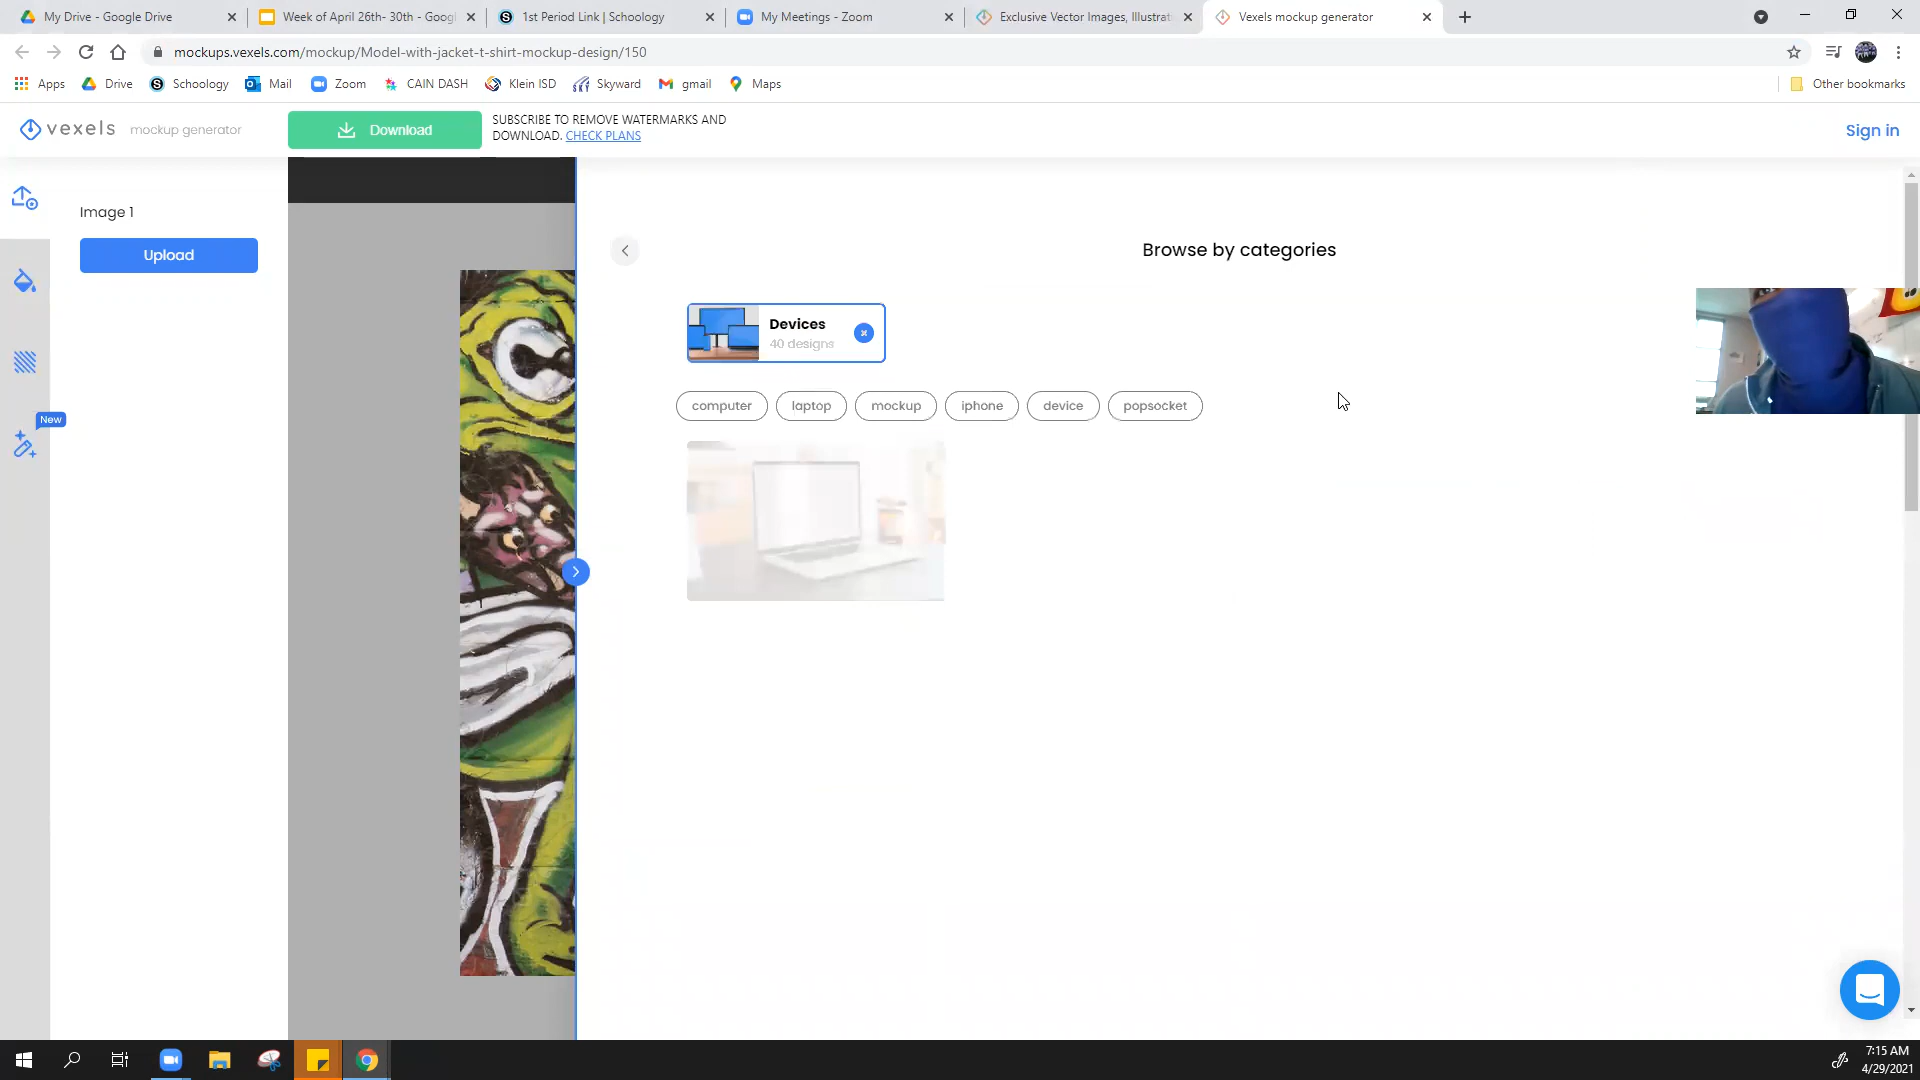 My Drive - Google Drive
Week of April 26th- 30th - Googl
1st Period Link | Schoology
My Meetings - Zoom
Exclusive Vector Images, Illustrat
Vexels mockup generator
mockups.vexels.com/mockup/Model-with-jacket-t-shirt-mockup-design/150
Apps
Drive
Schoology
Mail
Zoom
CAIN DASH
Klein ISD
Skyward
gmail
Maps
Other bookmarks
vexels
mockup generator
Download
SUBSCRIBE TO REMOVE WATERMARKS AND
DOWNLOAD. CHECK PLANS
Sign in
Image 1
Upload
New
Browse by categories
Devices
40 designs
computer
laptop
mockup
iphone
device
popsocket
7:15 AM
4/29/2021